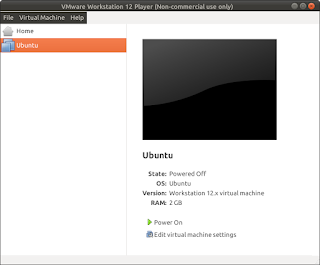 VMware Workstation 12 Player (Non-commercial use only)
File Virtual Machine Help
Home
Ubuntu
Ubuntu
State: Powered Off
OS: Ubuntu
Version: Workstation 12.x virtual machine
RAM: 2 GB
Power On
Edit virtual machine settings